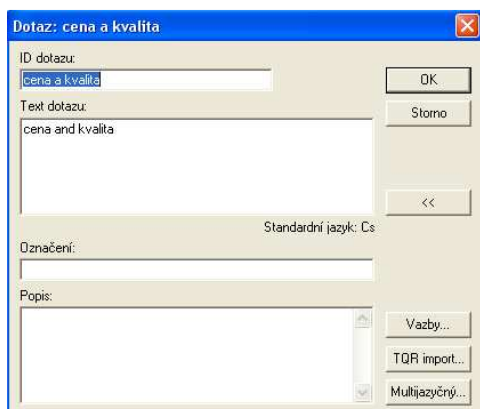 Dotaz: cena a kvalita
ID dotazu:
cena a kvalita
OK
Text dotazu:
Storno
cena and kvalita
<<
Standardní jazyk: Cs
Označení:
Popis:
Vazby...
TQR import...
Multijazyčný...